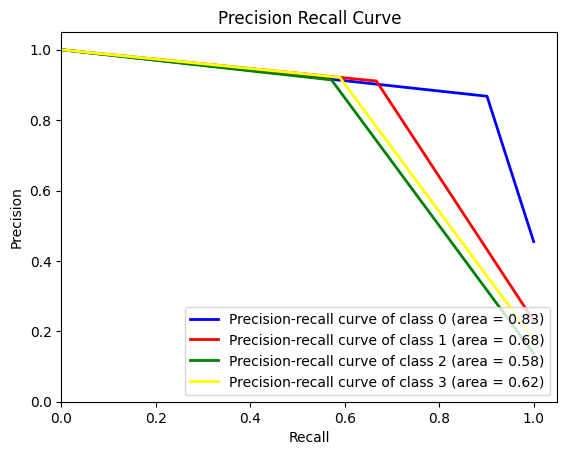 Precision Recall Curve
1.0
0.8
0.6
0.4
0.2
0.0
Precision
Precision-recall curve of class 0 (area = 0.83)
Precision-recall curve of class 1 (area = 0.68)
Precision-recall curve of class 2 (area = 0.58)
Precision-recall curve of class 3 (area = 0.62)
0.0 0.2 0.4 0.6 0.8 1.0
Recall